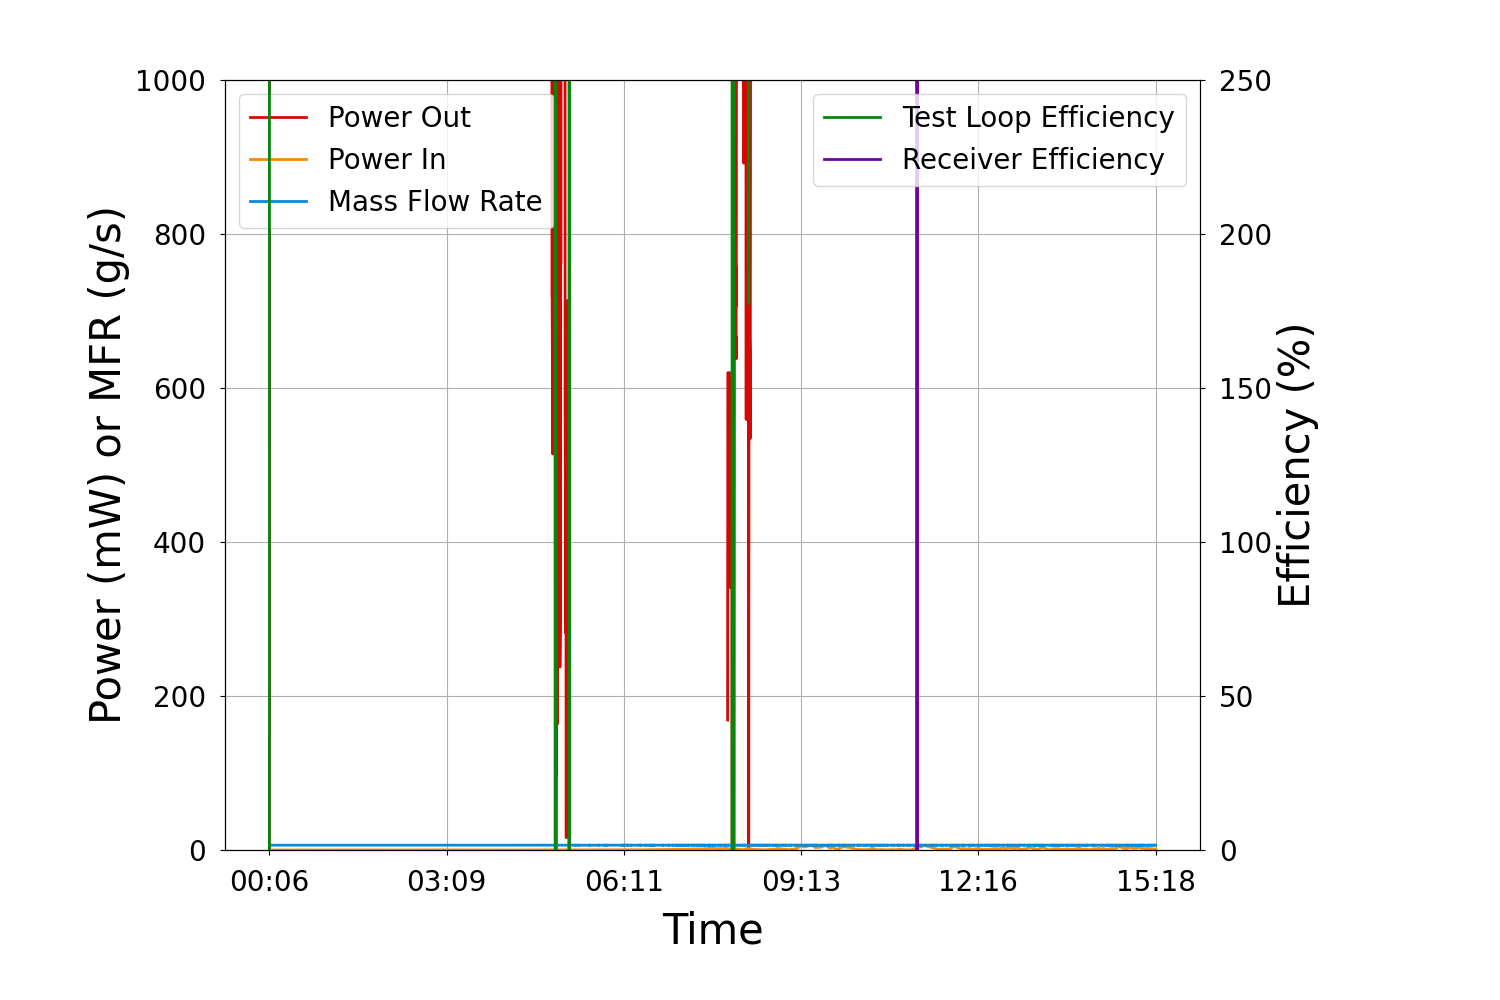 1000
800
600
400
200
0
Power (mW) or MFR (g/s)
Power Out
Power In
Mass Flow Rate
Test Loop Efficiency
Receiver Efficiency
250
200
150
100
50
0
Efficiency (%)
00:06 03:09 06:11 09:13 12:16 15:18
Time